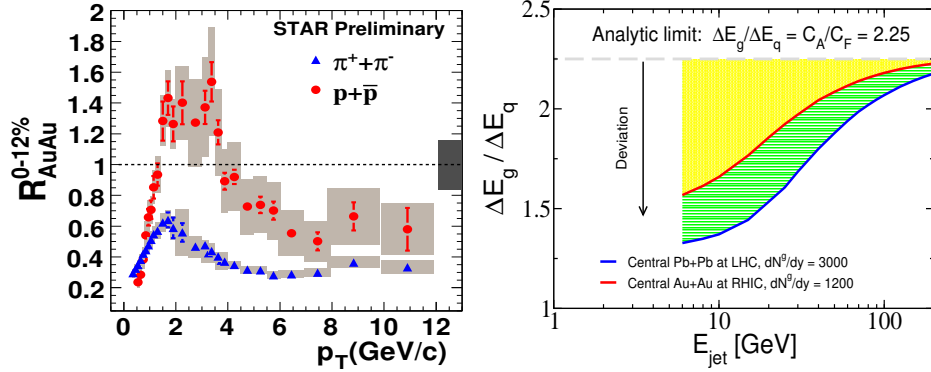 STAR Preliminary
π⁺+π⁻
p+p̄
R^{0-12%}_{AuAu}
2
1.8
1.6
1.4
1.2
1
0.8
0.6
0.4
0.2
0 2 4 6 8 10 12
p_T(GeV/c)
2.5
2.25
2
1.5
1
Analytic limit: ΔE_g/ΔE_q = C_A/C_F = 2.25
Deviation
ΔE_g / ΔE_q
Central Pb+Pb at LHC, dN^g/dy = 3000
Central Au+Au at RHIC, dN^g/dy = 1200
1 10 100
E_jet [GeV]